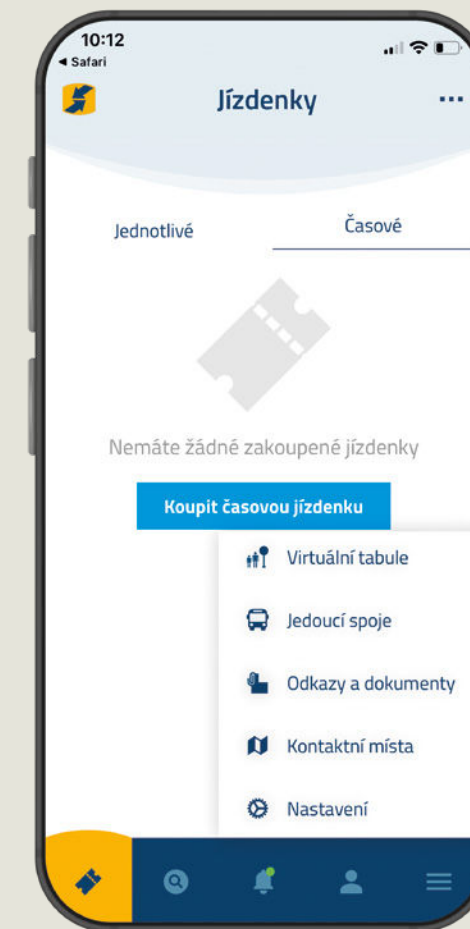 10:12
◄ Safari
Jízdenky
Jednotlivé
Časové
Nemáte žádné zakoupené jízdenky
Koupit časovou jízdenku
Virtuální tabule
Jedoucí spoje
Odkazy a dokumenty
Kontaktní místa
Nastavení